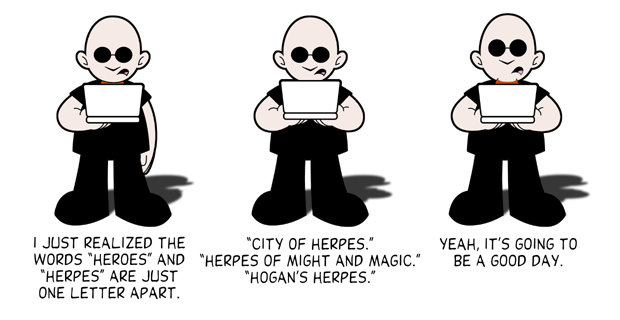 I JUST REALIZED THE
WORDS "HEROES" AND
"HERPES" ARE JUST
ONE LETTER APART.
"CITY OF HERPES."
"HERPES OF MIGHT AND MAGIC."
"HOGAN'S HERPES."
YEAH, IT'S GOING TO
BE A GOOD DAY.